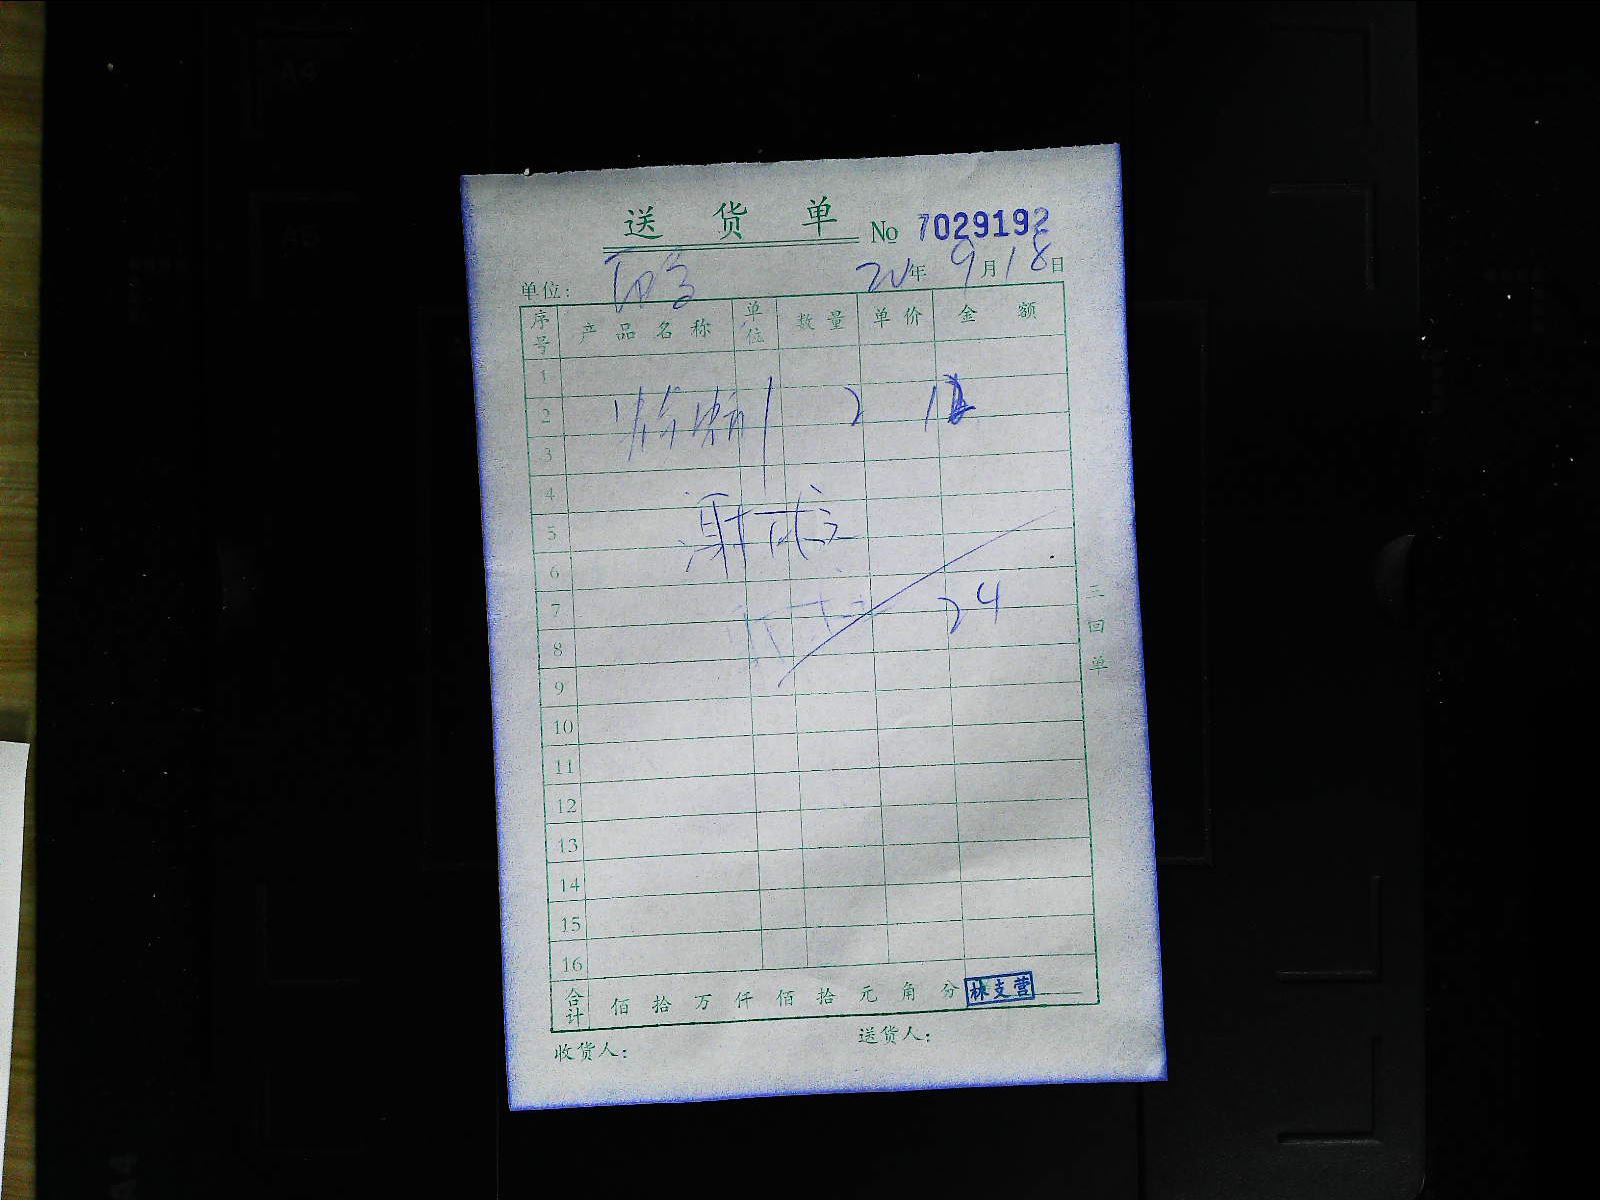 送 货 单 No 7029192
单位: 20年 9月18日
序号 产品名称 单位 数量 单价 金额
1
2 2 12
3
4
5
6
7 24
8
9
10
11
12
13
14
15
16
合计 佰 拾 万 仟 佰 拾 元 角 分 林支营
收货人: 送货人:
三回单